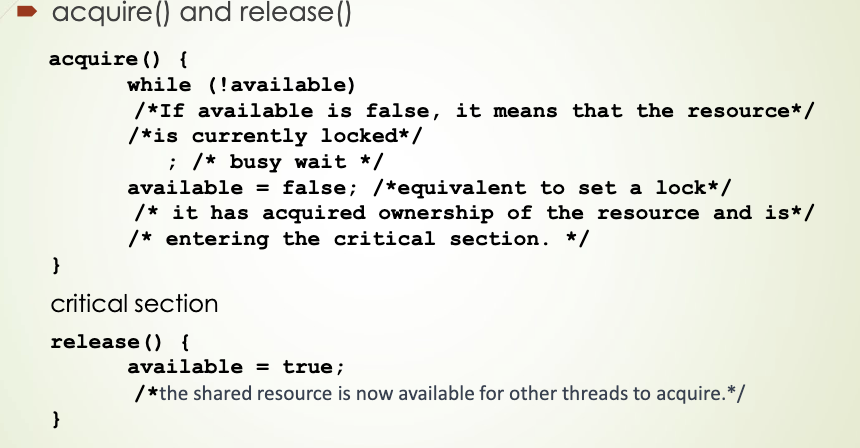 acquire() and release()
acquire() {
while (!available)
/*If available is false, it means that the resource*/
/*is currently locked*/
; /* busy wait */
available = false; /*equivalent to set a lock*/
/* it has acquired ownership of the resource and is*/
/* entering the critical section. */
}
critical section
release() {
available = true;
/*the shared resource is now available for other threads to acquire.*/
}